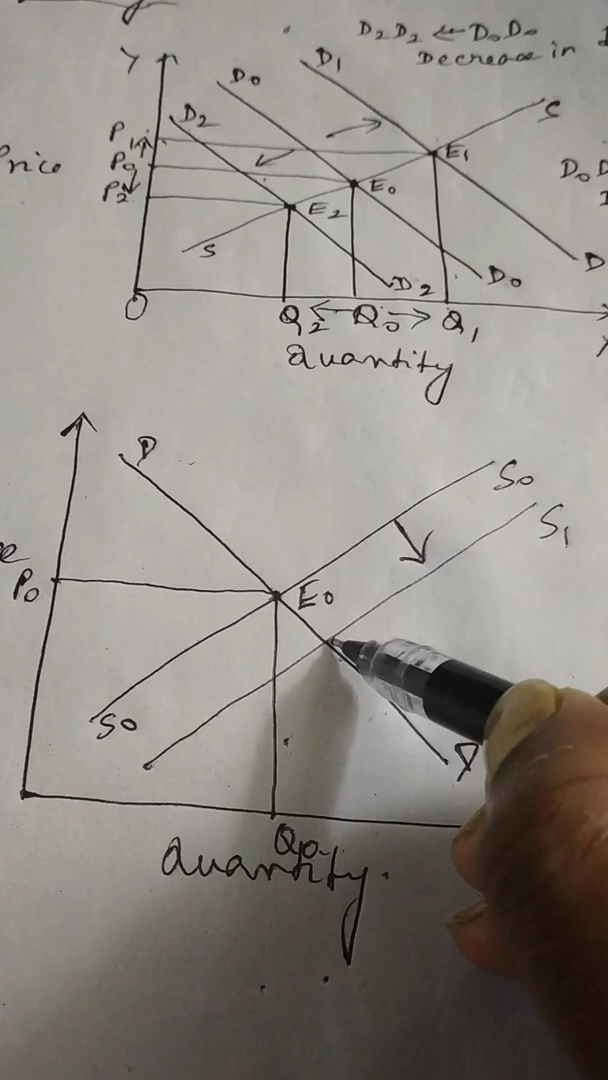 D₂D₂ ← D₀D₀
Decrease in
Y
D₁
D₀
D₂
S
P₁
E₁
Price
P₀
D₀D
E₀
P₂
E₂
S
D
D₀
D₂
O
Q₂ ← Q₀ → Q₁
Quantity
D
S₀
S₁
P₀
E₀
S₀
D
Q₀
Quantity.